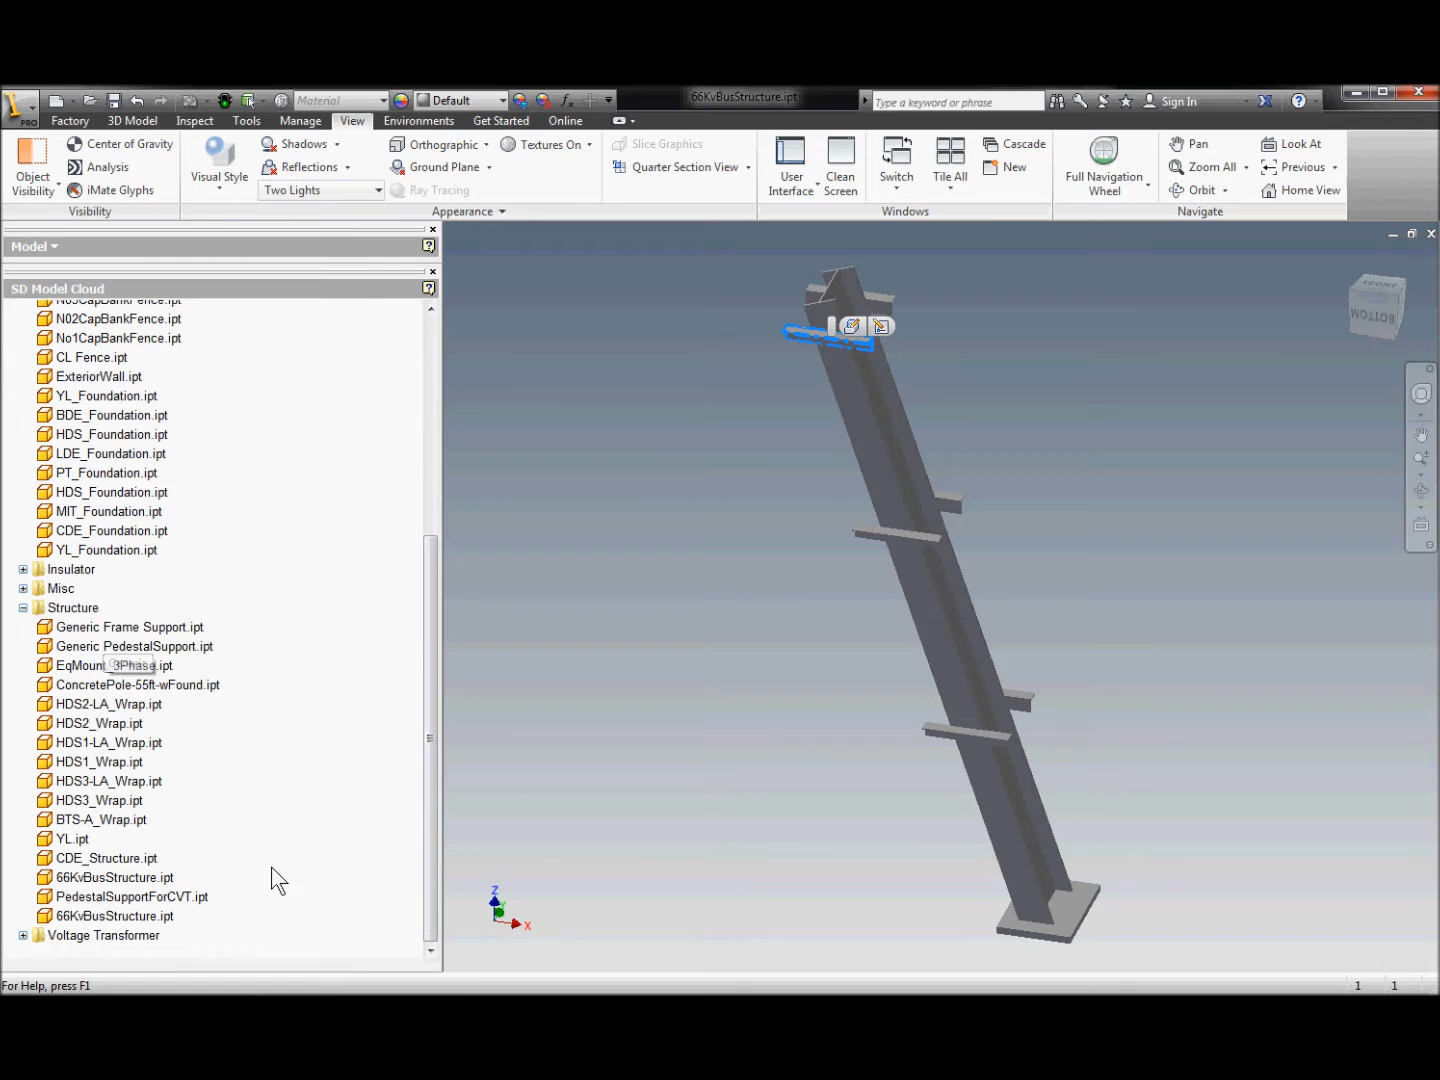 PRO
Material
Default
66KvBusStructure.ipt
Type a keyword or phrase
Sign In
Factory
3D Model
Inspect
Tools
Manage
View
Environments
Get Started
Online
Object
Visibility
Center of Gravity
Analysis
iMate Glyphs
Visibility
Visual Style
Shadows
Reflections
Two Lights
Orthographic
Ground Plane
Ray Tracing
Textures On
Slice Graphics
Quarter Section View
Appearance
User
Interface
Clean
Screen
Switch
Tile All
Cascade
New
Windows
Full Navigation
Wheel
Pan
Zoom All
Orbit
Look At
Previous
Home View
Navigate
Model
SD Model Cloud
N03CapBankFence.ipt
N02CapBankFence.ipt
No1CapBankFence.ipt
CL Fence.ipt
ExteriorWall.ipt
YL_Foundation.ipt
BDE_Foundation.ipt
HDS_Foundation.ipt
LDE_Foundation.ipt
PT_Foundation.ipt
HDS_Foundation.ipt
MIT_Foundation.ipt
CDE_Foundation.ipt
YL_Foundation.ipt
Insulator
Misc
Structure
Generic Frame Support.ipt
Generic PedestalSupport.ipt
EqMount_3Phase.ipt
ConcretePole-55ft-wFound.ipt
HDS2-LA_Wrap.ipt
HDS2_Wrap.ipt
HDS1-LA_Wrap.ipt
HDS1_Wrap.ipt
HDS3-LA_Wrap.ipt
HDS3_Wrap.ipt
BTS-A_Wrap.ipt
YL.ipt
CDE_Structure.ipt
66KvBusStructure.ipt
PedestalSupportForCVT.ipt
66KvBusStructure.ipt
Voltage Transformer
FRONT
BOTTOM
Z
Y
X
For Help, press F1
1
1